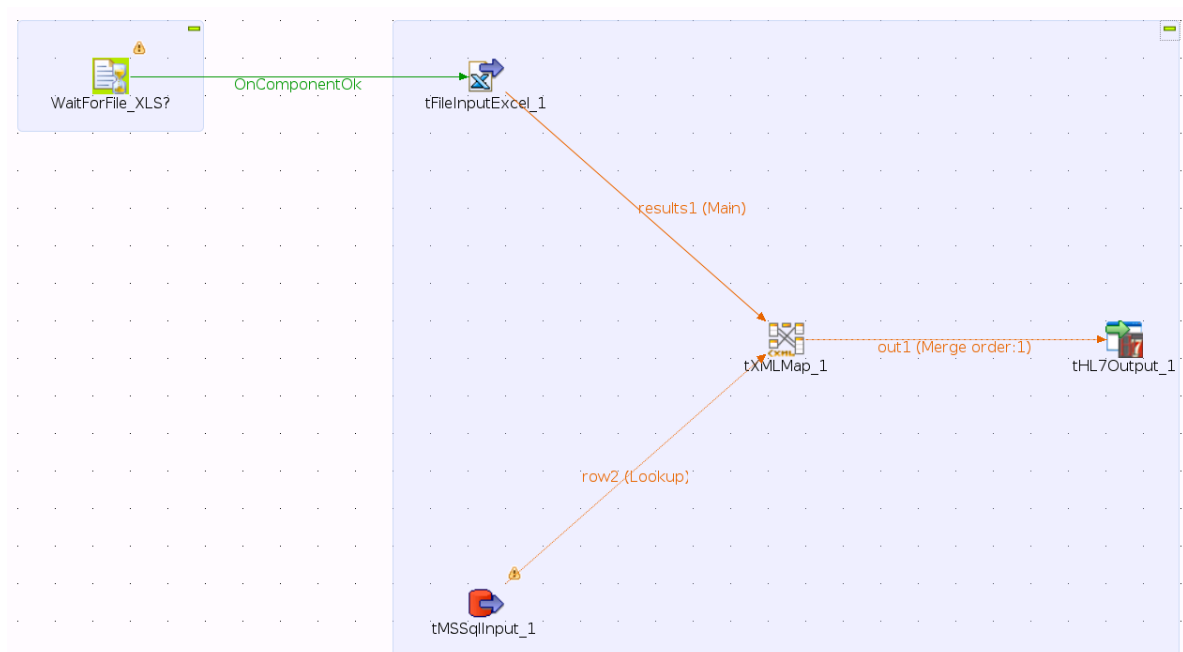 WaitForFile_XLS?
OnComponentOk
tFileInputExcel_1
results1 (Main)
tXMLMap_1
out1 (Merge order:1)
tHL7Output_1
row2 (Lookup)
tMSSqlInput_1